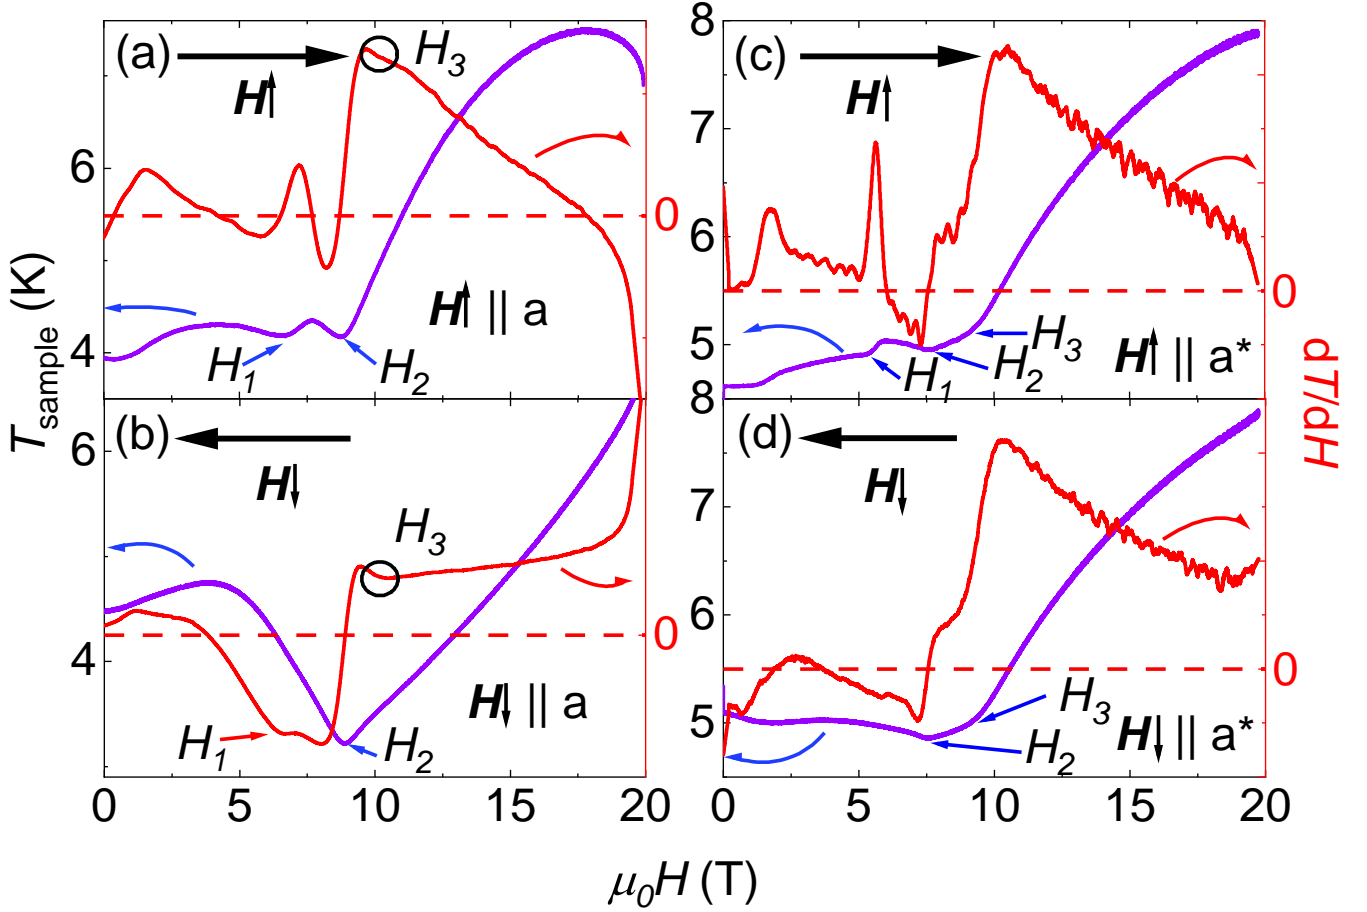 (a)
H↑
H3
H↑ || a
H1
H2
6
4
0
(b)
H↓
H3
H↓ || a
H1
H2
6
4
0
0 5 10 15 20
(c)
H↑
H3
H1
H2
H↑ || a*
8
7
6
5
0
(d)
H↓
H3
H2
H↓ || a*
8
7
6
5
0
0 5 10 15 20
Tsample (K)
dT/dH
μ0H (T)